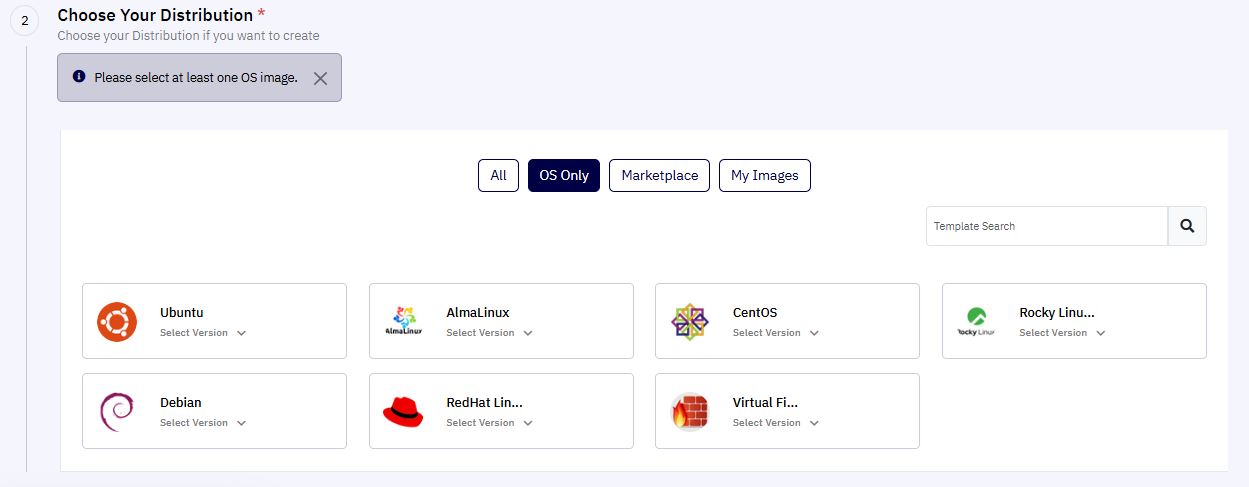 2
Choose Your Distribution *
Choose your Distribution if you want to create
Please select at least one OS image.
All
OS Only
Marketplace
My Images
Template Search
Ubuntu
Select Version
AlmaLinux
AlmaLinux
Select Version
CentOS
Select Version
Rocky Linux
Rocky Linu...
Select Version
Debian
Select Version
RedHat Lin...
Select Version
Virtual Fi...
Select Version